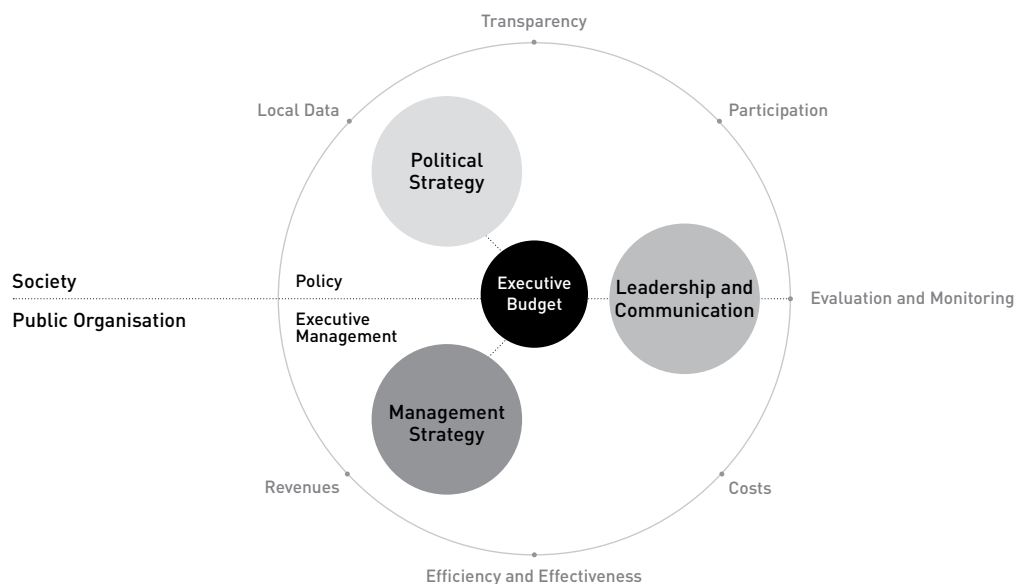 Transparency
Local Data
Participation
Political
Strategy
Society
Policy
Executive
Budget
Leadership and
Communication
Evaluation and Monitoring
Public Organisation
Executive
Management
Management
Strategy
Revenues
Costs
Efficiency and Effectiveness